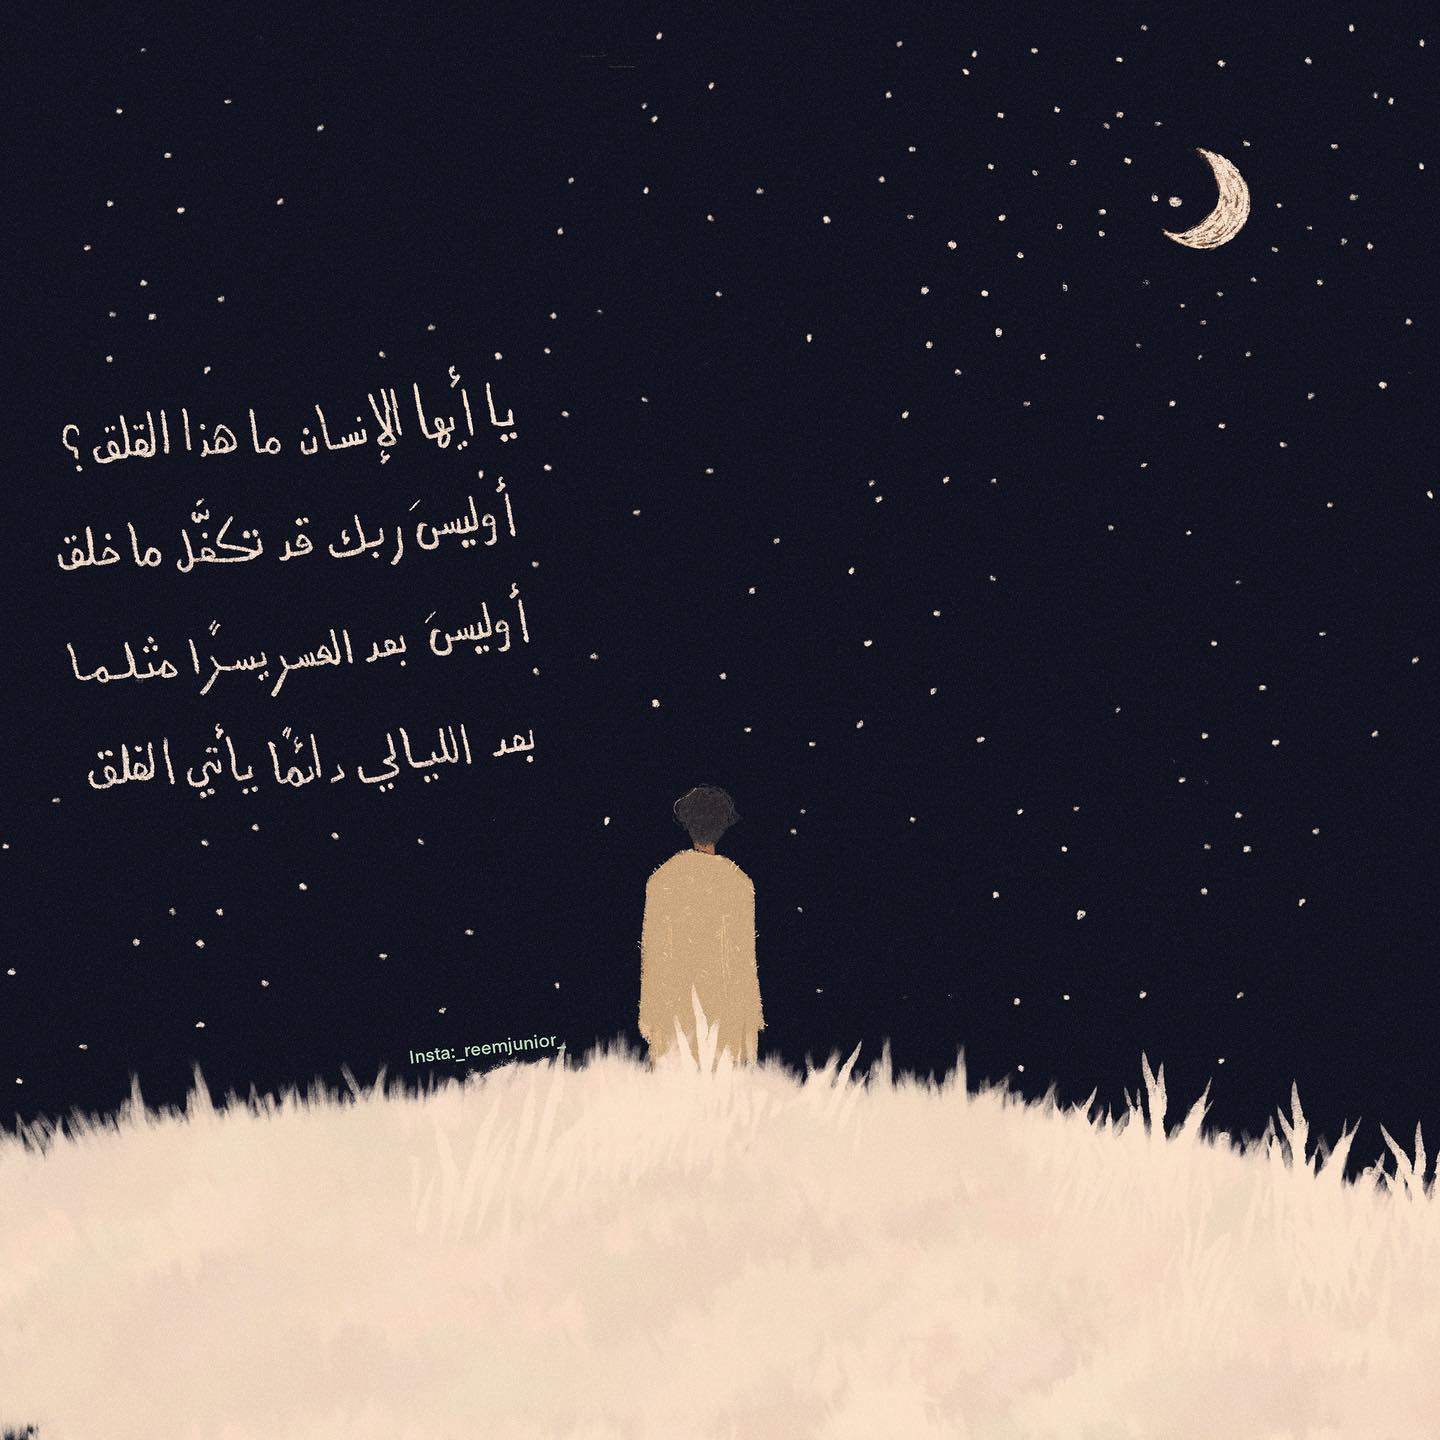 يا أيها الإنسان ما هذا القلق؟
أوليسَ ربك قد تكفَّل ما خلق
أوليسَ بعد العسر يسرًا مثلما
بعد الليالي دائمًا يأتي الفلق
Insta:_reemjunior_